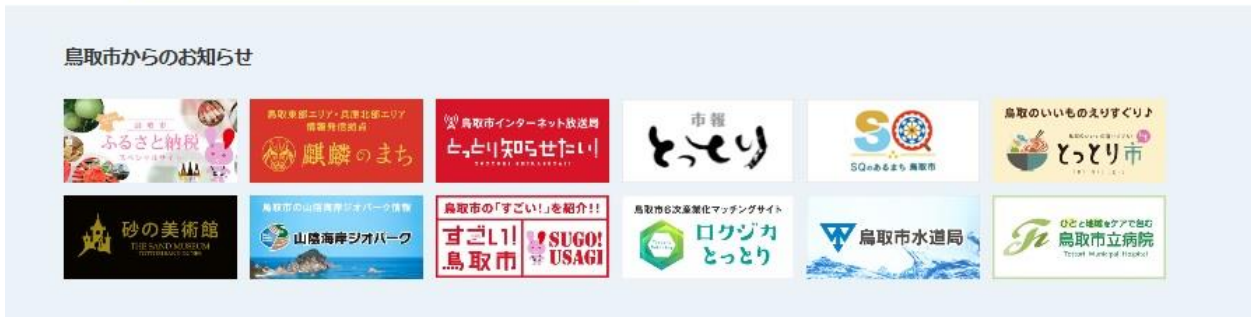 鳥取市からのお知らせ
鳥取市
ふるさと納税
スペシャルサイト
鳥取東部エリア・兵庫北部エリア
情報発信拠点
麒麟のまち
鳥取市インターネット放送局
とっとり知らせたい!
市報
とっとり
SQ
SQのあるまち 鳥取市
鳥取のいいものえりすぐり♪
とっとり市
砂の美術館
THE SAND MUSEUM
鳥取市の山陰海岸ジオパーク情報
山陰海岸ジオパーク
鳥取市の「すごい!」を紹介!!
すごい!
鳥取市
SUGO!
USAGI
鳥取市6次産業化マッチングサイト
ロクジカ
とっとり
鳥取市水道局
ひとと地域をケアで包む
鳥取市立病院
Tottori Municipal Hospital